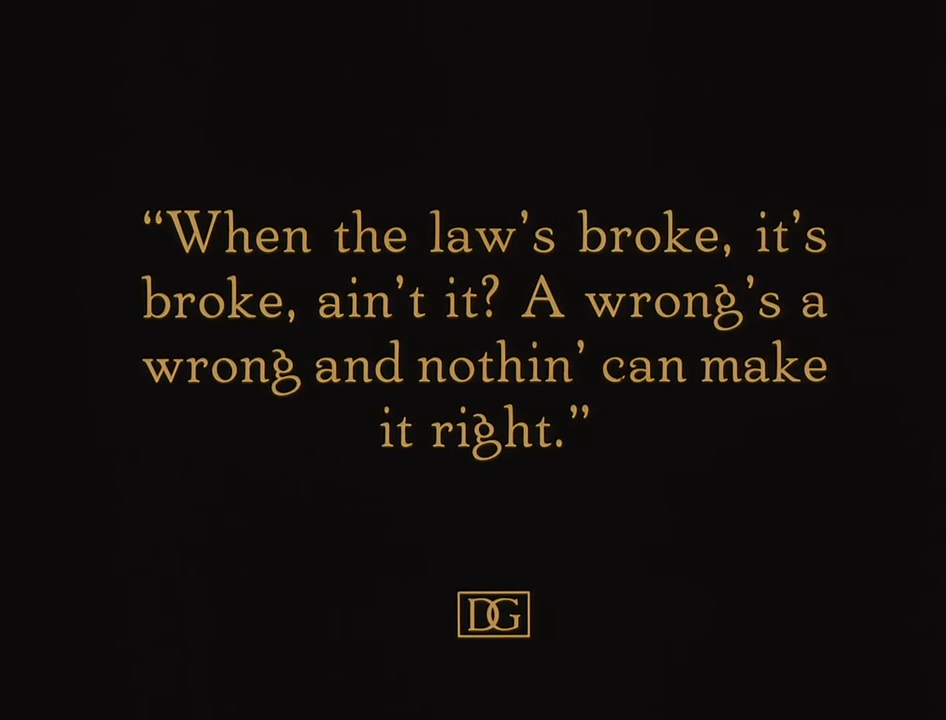 “When the law’s broke, it’s
broke, ain’t it? A wrong’s a
wrong and nothin’ can make
it right.”
DG